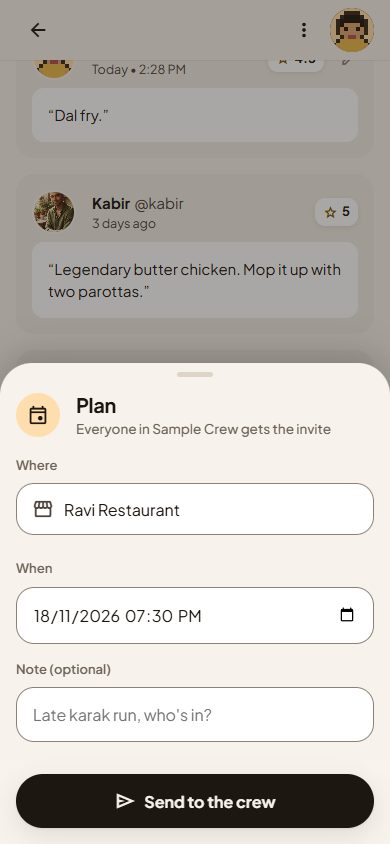 Today • 2:28 PM
4.5
“Dal fry.”
Kabir @kabir
3 days ago
5
“Legendary butter chicken. Mop it up with
two parottas.”
Plan
Everyone in Sample Crew gets the invite
Where
Ravi Restaurant
When
18/11/2026 07:30 PM
Note (optional)
Late karak run, who's in?
Send to the crew